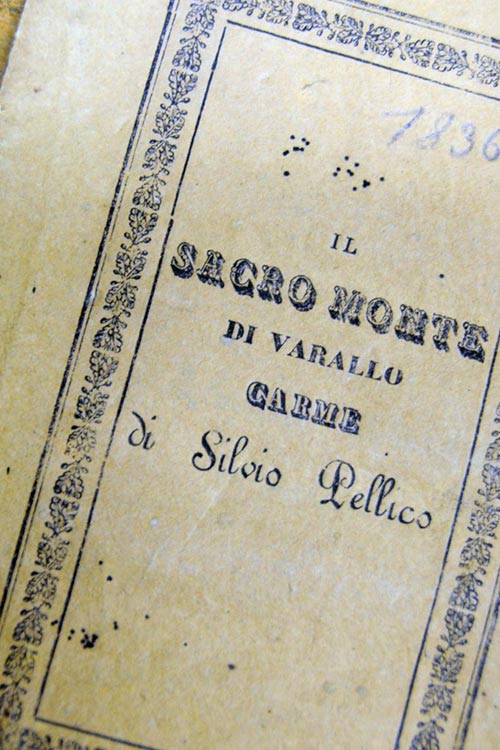 1836
IL
SACRO MONTE
DI VARALLO
CARME
di Silvio Pellico